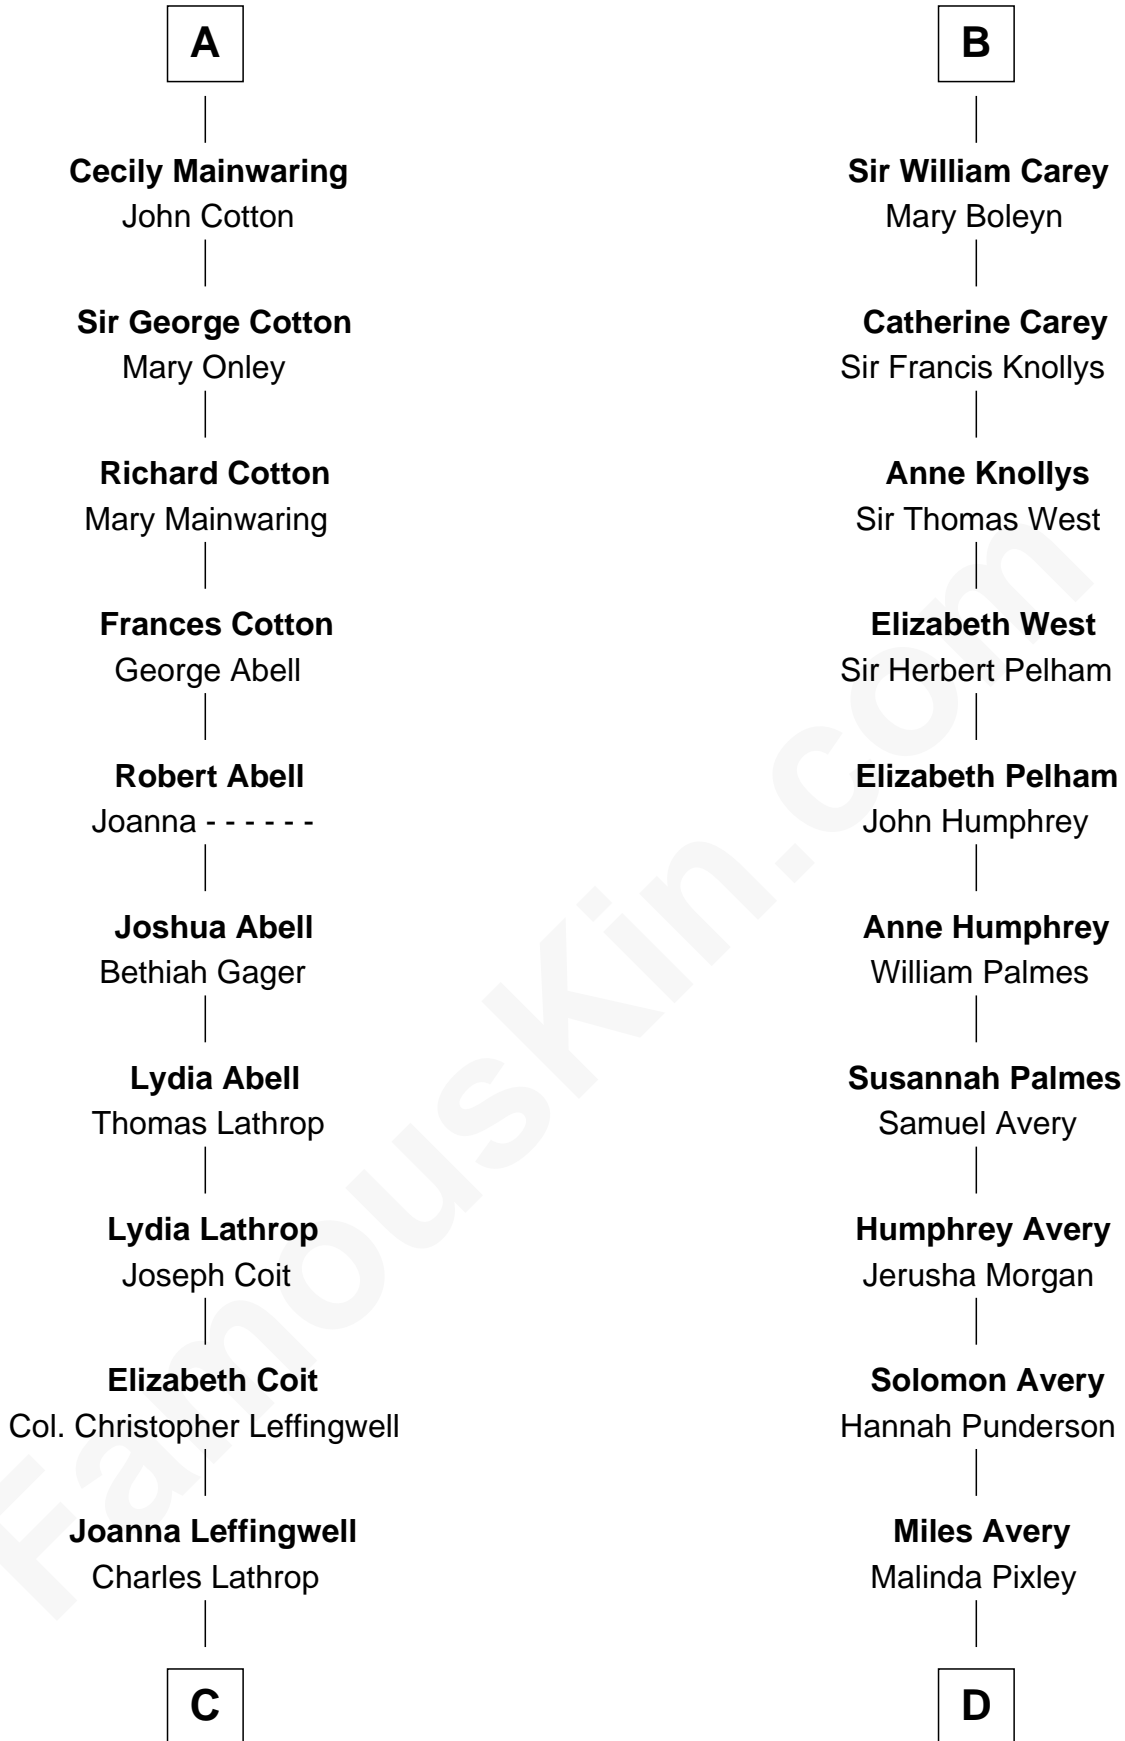 A
Cecily Mainwaring
John Cotton
Sir George Cotton
Mary Onley
Richard Cotton
Mary Mainwaring
Frances Cotton
George Abell
Robert Abell
Joanna - - - - - -
Joshua Abell
Bethiah Gager
Lydia Abell
Thomas Lathrop
Lydia Lathrop
Joseph Coit
Elizabeth Coit
Col. Christopher Leffingwell
Joanna Leffingwell
Charles Lathrop
C
B
Sir William Carey
Mary Boleyn
Catherine Carey
Sir Francis Knollys
Anne Knollys
Sir Thomas West
Elizabeth West
Sir Herbert Pelham
Elizabeth Pelham
John Humphrey
Anne Humphrey
William Palmes
Susannah Palmes
Samuel Avery
Humphrey Avery
Jerusha Morgan
Solomon Avery
Hannah Punderson
Miles Avery
Malinda Pixley
D
FamousKin.com